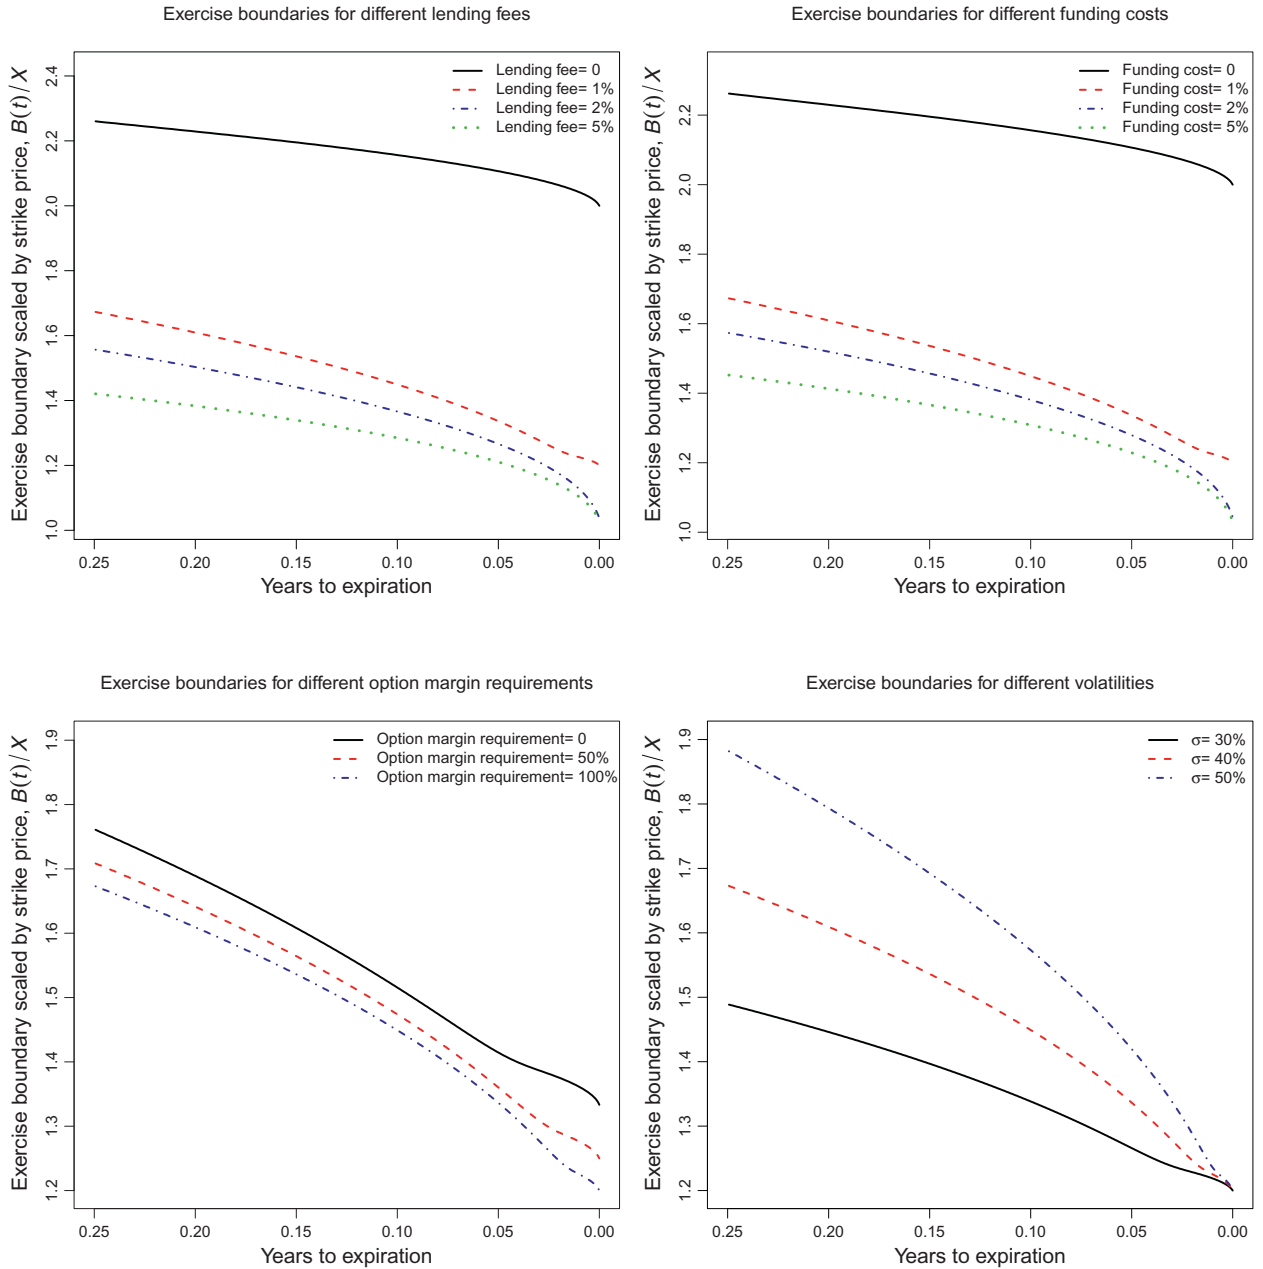 Exercise boundaries for different lending fees
Exercise boundary scaled by strike price, B(t)/X
2.4
2.2
2.0
1.8
1.6
1.4
1.2
1.0
Lending fee= 0
Lending fee= 1%
Lending fee= 2%
Lending fee= 5%
0.25 0.20 0.15 0.10 0.05 0.00
Years to expiration
Exercise boundaries for different funding costs
Exercise boundary scaled by strike price, B(t)/X
2.2
2.0
1.8
1.6
1.4
1.2
1.0
Funding cost= 0
Funding cost= 1%
Funding cost= 2%
Funding cost= 5%
0.25 0.20 0.15 0.10 0.05 0.00
Years to expiration
Exercise boundaries for different option margin requirements
Exercise boundary scaled by strike price, B(t)/X
1.9
1.8
1.7
1.6
1.5
1.4
1.3
1.2
Option margin requirement= 0
Option margin requirement= 50%
Option margin requirement= 100%
0.25 0.20 0.15 0.10 0.05 0.00
Years to expiration
Exercise boundaries for different volatilities
Exercise boundary scaled by strike price, B(t)/X
1.9
1.8
1.7
1.6
1.5
1.4
1.3
1.2
σ= 30%
σ= 40%
σ= 50%
0.25 0.20 0.15 0.10 0.05 0.00
Years to expiration